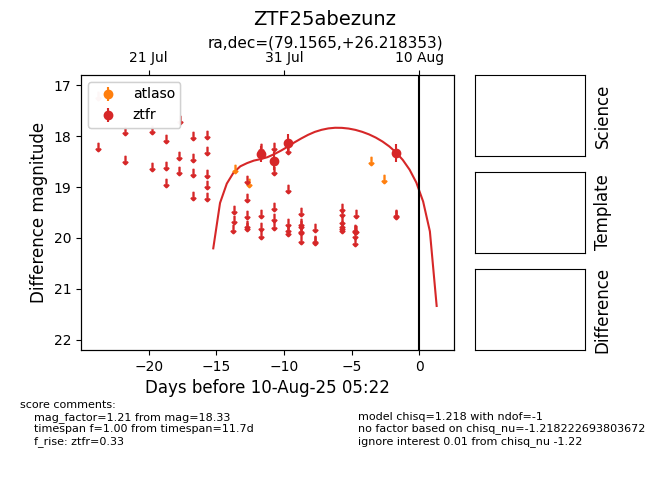 ZTF25abezunz
ra,dec=(79.1565,+26.218353)
21 Jul
31 Jul
10 Aug
17
18
19
20
21
22
Difference magnitude
atlaso
ztfr
−20
−15
−10
−5
0
Days before 10-Aug-25 05:22
Science
Template
Difference
score comments:
mag_factor=1.21 from mag=18.33
timespan f=1.00 from timespan=11.7d
f_rise: ztfr=0.33
model chisq=1.218 with ndof=-1
no factor based on chisq_nu=-1.218222693803672
ignore interest 0.01 from chisq_nu -1.22